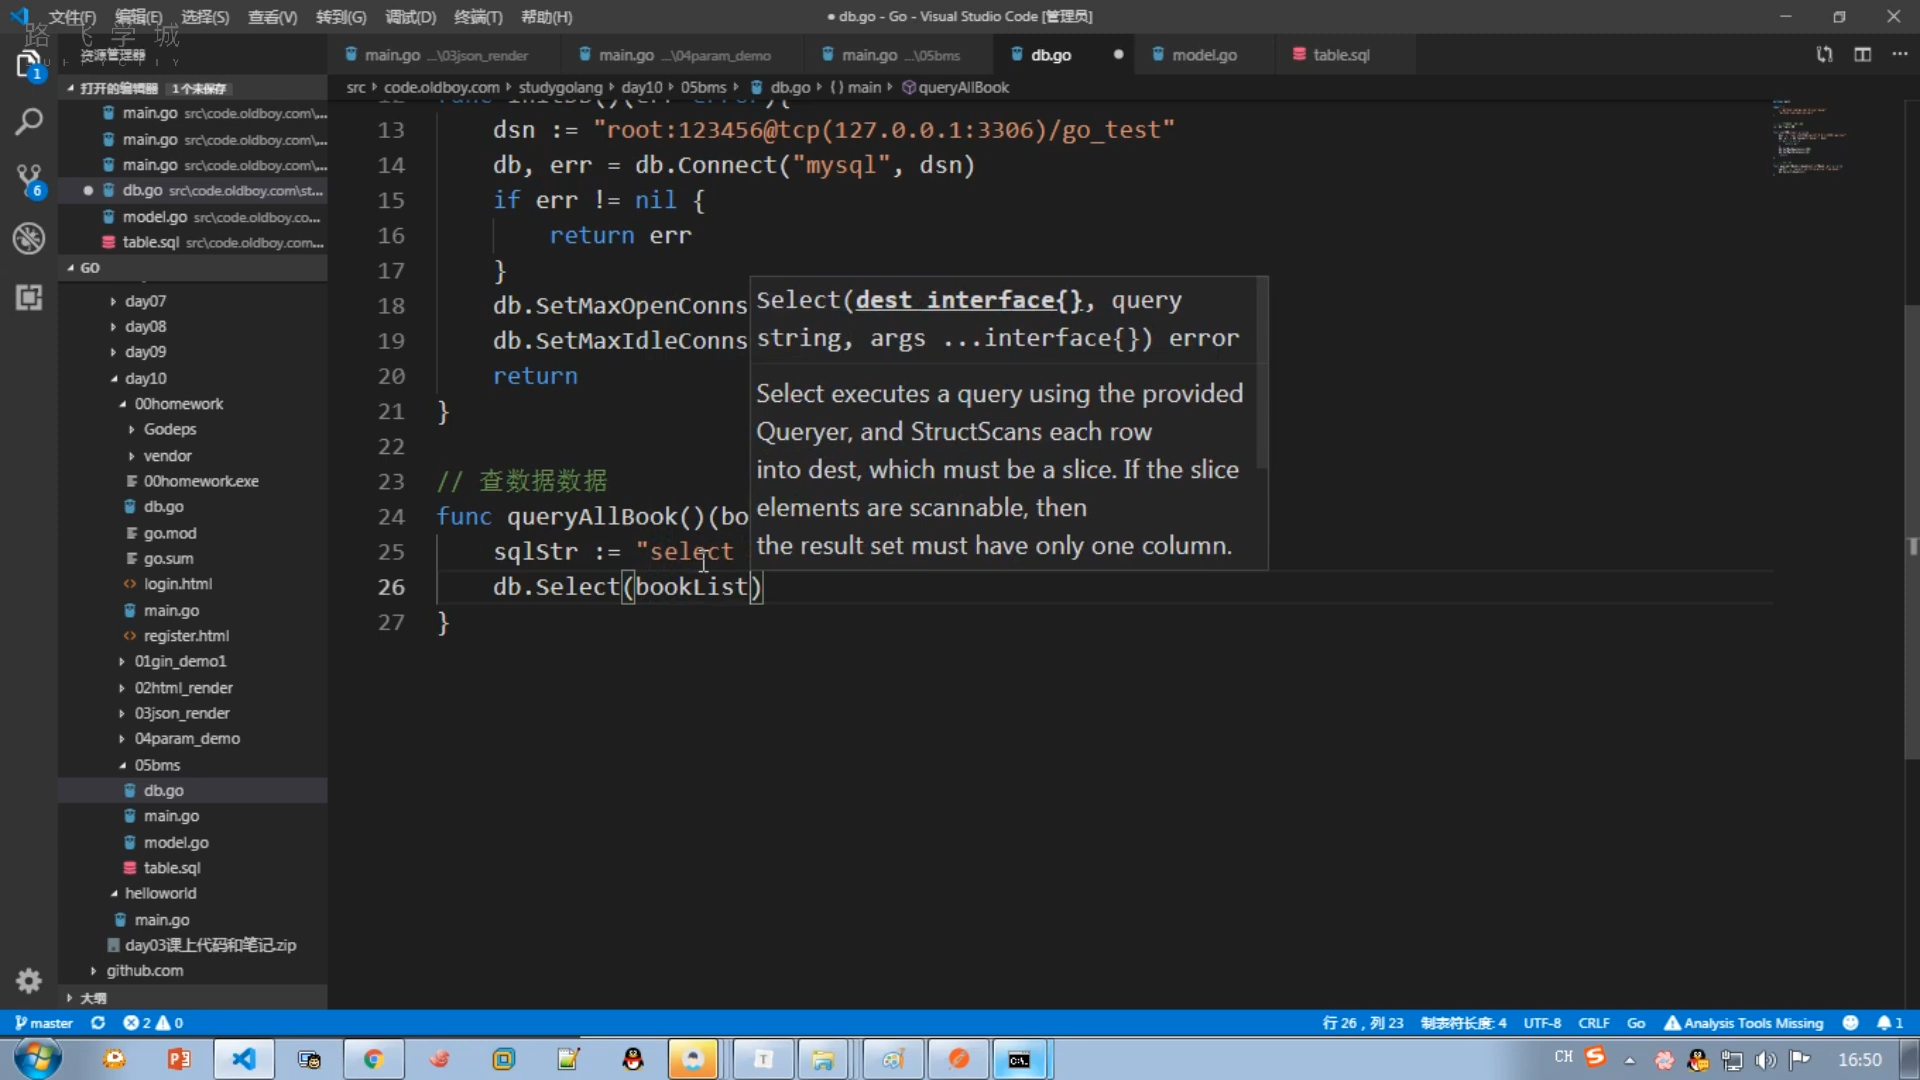 文件(F) 编辑(E) 选择(S) 查看(V) 转到(G) 调试(D) 终端(T) 帮助(H)
● db.go - Go - Visual Studio Code [管理员]
路飞学城
资源管理器
main.go ...\03json_render
main.go ...\04param_demo
main.go ...\05bms
db.go
model.go
table.sql
打开的编辑器 1 个未保存
src code.oldboy.com studygolang day10 05bms db.go {} main queryAllBook
main.go src\code.oldboy.com\...
main.go src\code.oldboy.com\...
main.go src\code.oldboy.com\...
db.go src\code.oldboy.com\st...
model.go src\code.oldboy.co...
table.sql src\code.oldboy.com...
GO
day07
day08
day09
day10
00homework
Godeps
vendor
00homework.exe
db.go
go.mod
go.sum
login.html
main.go
register.html
01gin_demo1
02html_render
03json_render
04param_demo
05bms
db.go
main.go
model.go
table.sql
helloworld
main.go
day03课上代码和笔记.zip
github.com
大纲
13 dsn := "root:123456@tcp(127.0.0.1:3306)/go_test"
14 db, err = db.Connect("mysql", dsn)
15 if err != nil {
16 return err
17 }
18 db.SetMaxOpenConns
19 db.SetMaxIdleConns
20 return
21 }
22
23 // 查数据数据
24 func queryAllBook()(bo
25 sqlStr := "select
26 db.Select(bookList)
27 }
Select(dest interface{}, query
string, args ...interface{}) error
Select executes a query using the provided
Queryer, and StructScans each row
into dest, which must be a slice. If the slice
elements are scannable, then
the result set must have only one column.
master 2 0
行 26，列 23 制表符长度: 4 UTF-8 CRLF Go Analysis Tools Missing 1
CH 16:50